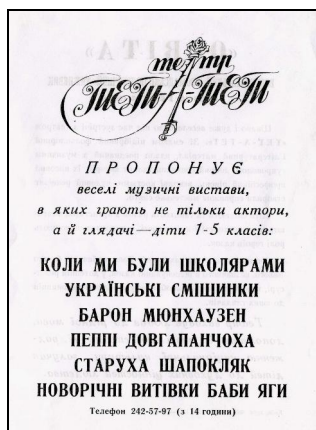 театр
ТЕТ-А-ТЕТ
ПРОПОНУЄ
веселі музичні вистави,
в яких грають не тільки актори,
а й глядачі—діти 1-5 класів:
КОЛИ МИ БУЛИ ШКОЛЯРАМИ
УКРАЇНСЬКІ СМІШИНКИ
БАРОН МЮНХАУЗЕН
ПЕППІ ДОВГАПАНЧОХА
СТАРУХА ШАПОКЛЯК
НОВОРІЧНІ ВИТІВКИ БАБИ ЯГИ
Телефон 242-57-97 (з 14 години)